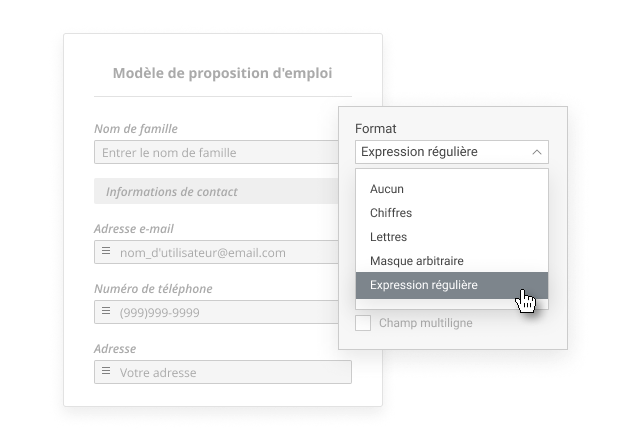 Modèle de proposition d'emploi
Nom de famille
Entrer le nom de famille
Informations de contact
Adresse e-mail
nom_d'utilisateur@email.com
Numéro de téléphone
(999)999-9999
Adresse
Votre adresse
Format
Expression régulière
Aucun
Chiffres
Lettres
Masque arbitraire
Expression régulière
Champ multiligne